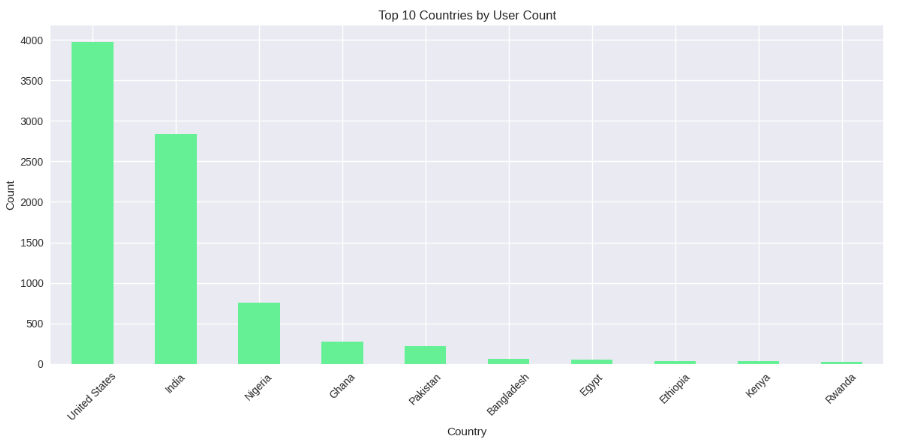 Top 10 Countries by User Count
Count
4000
3500
3000
2500
2000
1500
1000
500
0
United States
India
Nigeria
Ghana
Pakistan
Bangladesh
Egypt
Ethiopia
Kenya
Rwanda
Country